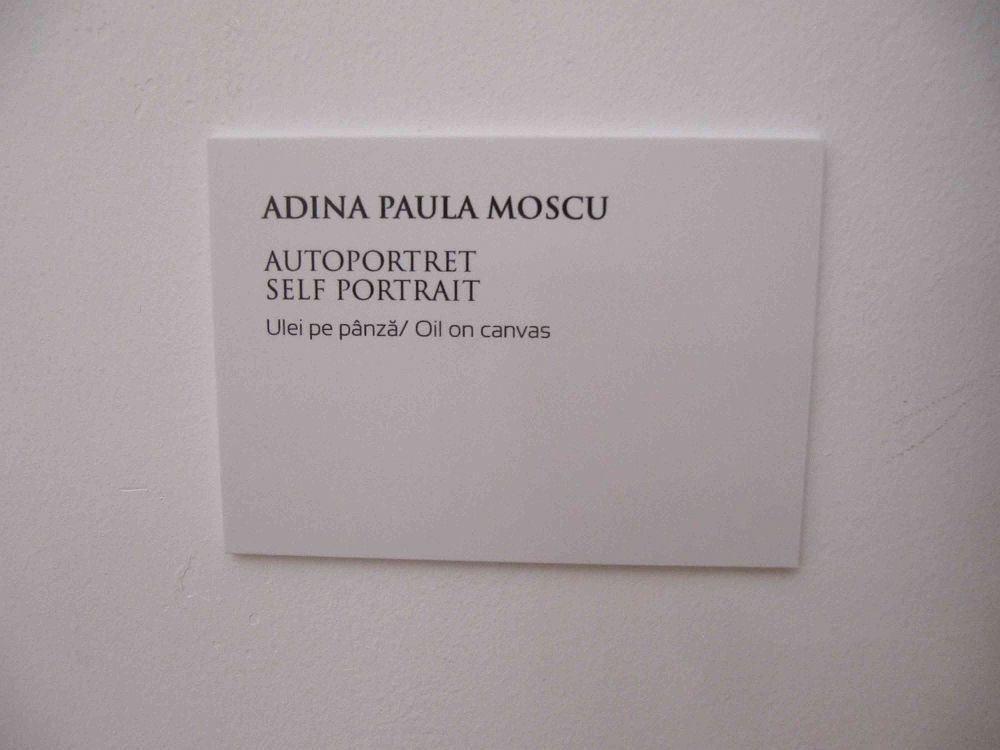 ADINA PAULA MOSCU
AUTOPORTRET
SELF PORTRAIT
Ulei pe pânză/ Oil on canvas